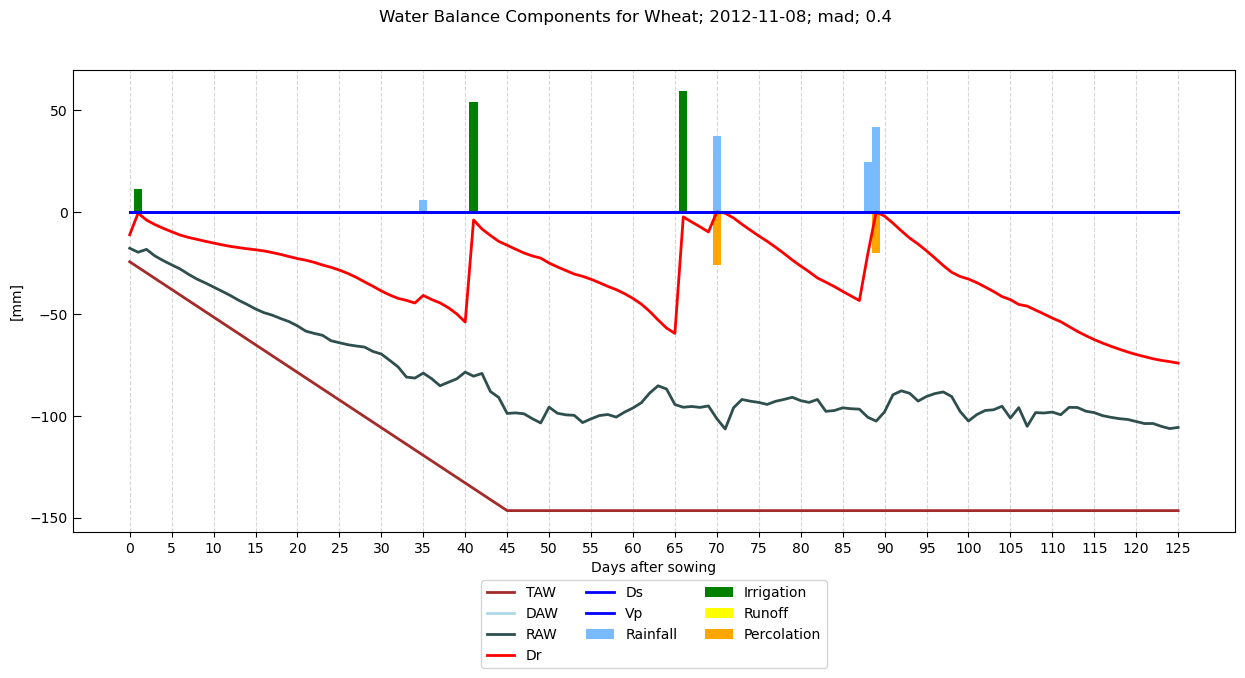 Water Balance Components for Wheat; 2012-11-08; mad; 0.4
50
0
−50
−100
−150
[mm]
0 5 10 15 20 25 30 35 40 45 50 55 60 65 70 75 80 85 90 95 100 105 110 115 120 125
Days after sowing
TAW Ds Irrigation
DAW Vp Runoff
RAW Rainfall Percolation
Dr